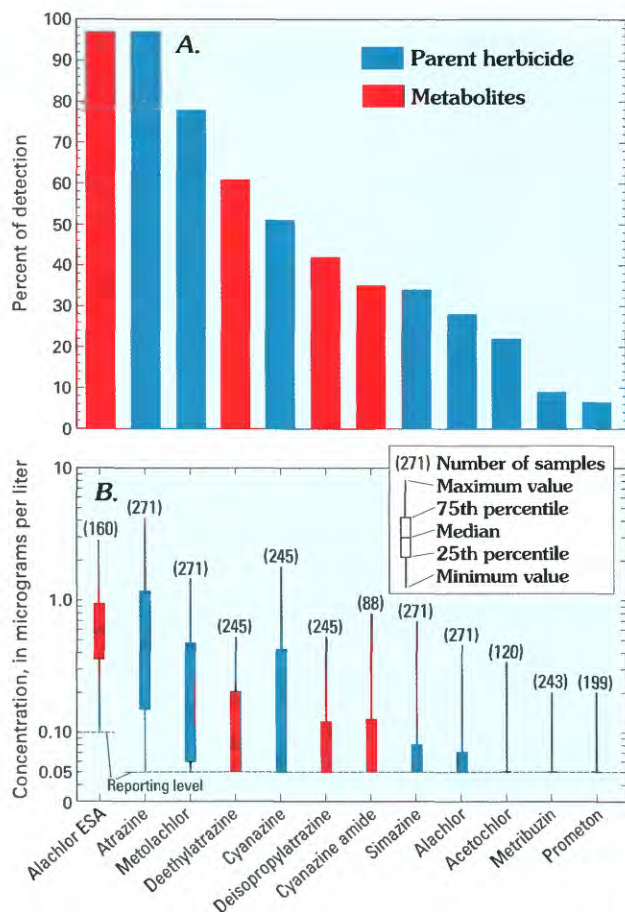 100
90
80
70
60
50
40
30
20
10
0
Percent of detection
A.
Parent herbicide
Metabolites
10
1.0
0.10
0.05
0
Concentration, in micrograms per liter
B.
(271) Number of samples
Maximum value
75th percentile
Median
25th percentile
Minimum value
(160)
(271)
(271)
(245)
(245)
(245)
(88)
(271)
(271)
(120)
(243)
(199)
Reporting level
Alachlor ESA
Atrazine
Metolachlor
Deethylatrazine
Cyanazine
Deisopropylatrazine
Cyanazine amide
Simazine
Alachlor
Acetochlor
Metribuzin
Prometon